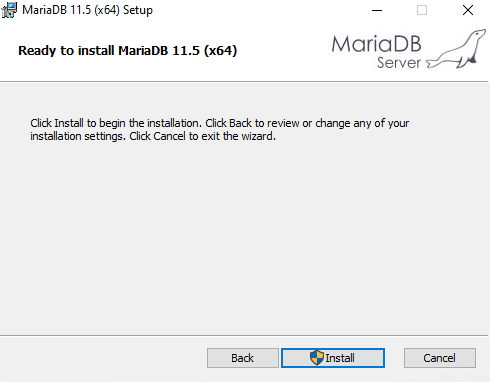 MariaDB 11.5 (x64) Setup
Ready to install MariaDB 11.5 (x64)
MariaDB
Server
Click Install to begin the installation. Click Back to review or change any of your
installation settings. Click Cancel to exit the wizard.
Back
Install
Cancel